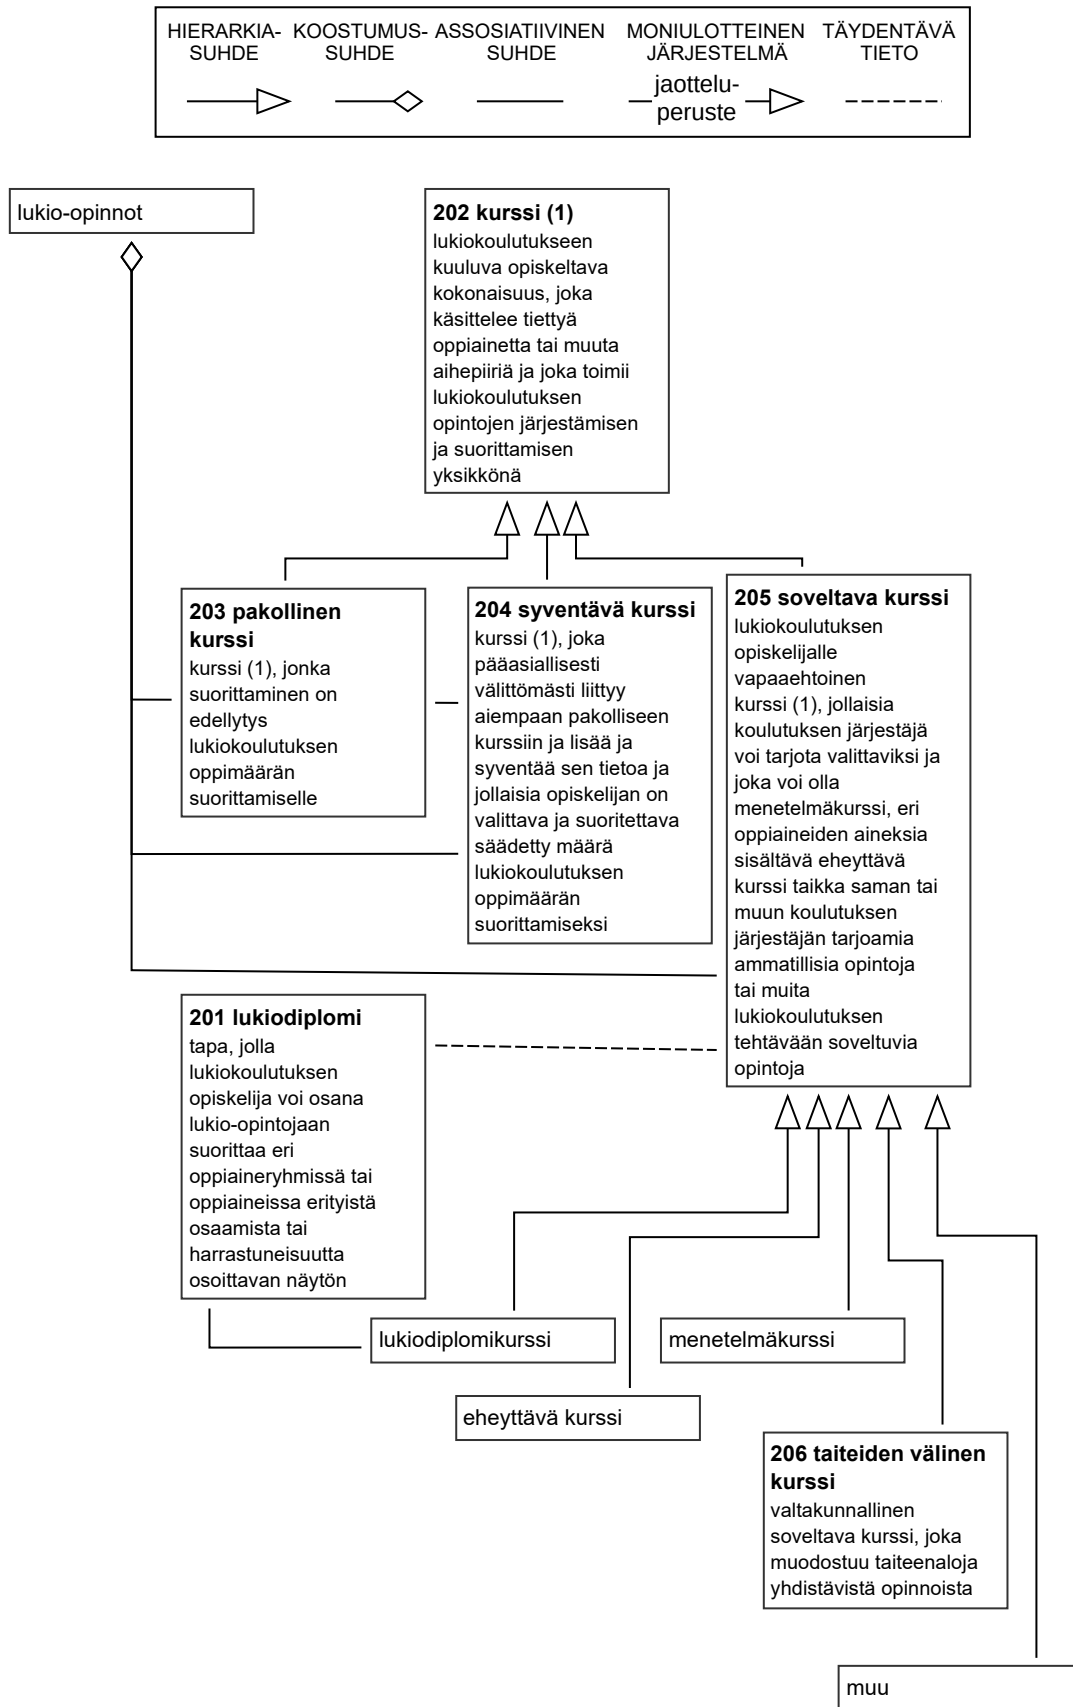 HIERARKIA-
SUHDE
KOOSTUMUS-
SUHDE
ASSOSIATIIVINEN
SUHDE
MONIULOTTEINEN
JÄRJESTELMÄ
TÄYDENTÄVÄ
TIETO
jaottelu-
peruste
lukio-opinnot
202 kurssi (1)
lukiokoulutukseen
kuuluva opiskeltava
kokonaisuus, joka
käsittelee tiettyä
oppiainetta tai muuta
aihepiiriä ja joka toimii
lukiokoulutuksen
opintojen järjestämisen
ja suorittamisen
yksikkönä
203 pakollinen
kurssi
kurssi (1), jonka
suorittaminen on
edellytys
lukiokoulutuksen
oppimäärän
suorittamiselle
204 syventävä kurssi
kurssi (1), joka
pääasiallisesti
välittömästi liittyy
aiempaan pakolliseen
kurssiin ja lisää ja
syventää sen tietoa ja
jollaisia opiskelijan on
valittava ja suoritettava
säädetty määrä
lukiokoulutuksen
oppimäärän
suorittamiseksi
205 soveltava kurssi
lukiokoulutuksen
opiskelijalle
vapaaehtoinen
kurssi (1), jollaisia
koulutuksen järjestäjä
voi tarjota valittaviksi ja
joka voi olla
menetelmäkurssi, eri
oppiaineiden aineksia
sisältävä eheyttävä
kurssi taikka saman tai
muun koulutuksen
järjestäjän tarjoamia
ammatillisia opintoja
tai muita
lukiokoulutuksen
tehtävään soveltuvia
opintoja
201 lukiodiplomi
tapa, jolla
lukiokoulutuksen
opiskelija voi osana
lukio-opintojaan
suorittaa eri
oppiaineryhmissä tai
oppiaineissa erityistä
osaamista tai
harrastuneisuutta
osoittavan näytön
lukiodiplomikurssi
menetelmäkurssi
eheyttävä kurssi
206 taiteiden välinen
kurssi
valtakunnallinen
soveltava kurssi, joka
muodostuu taiteenaloja
yhdistävistä opinnoista
muu